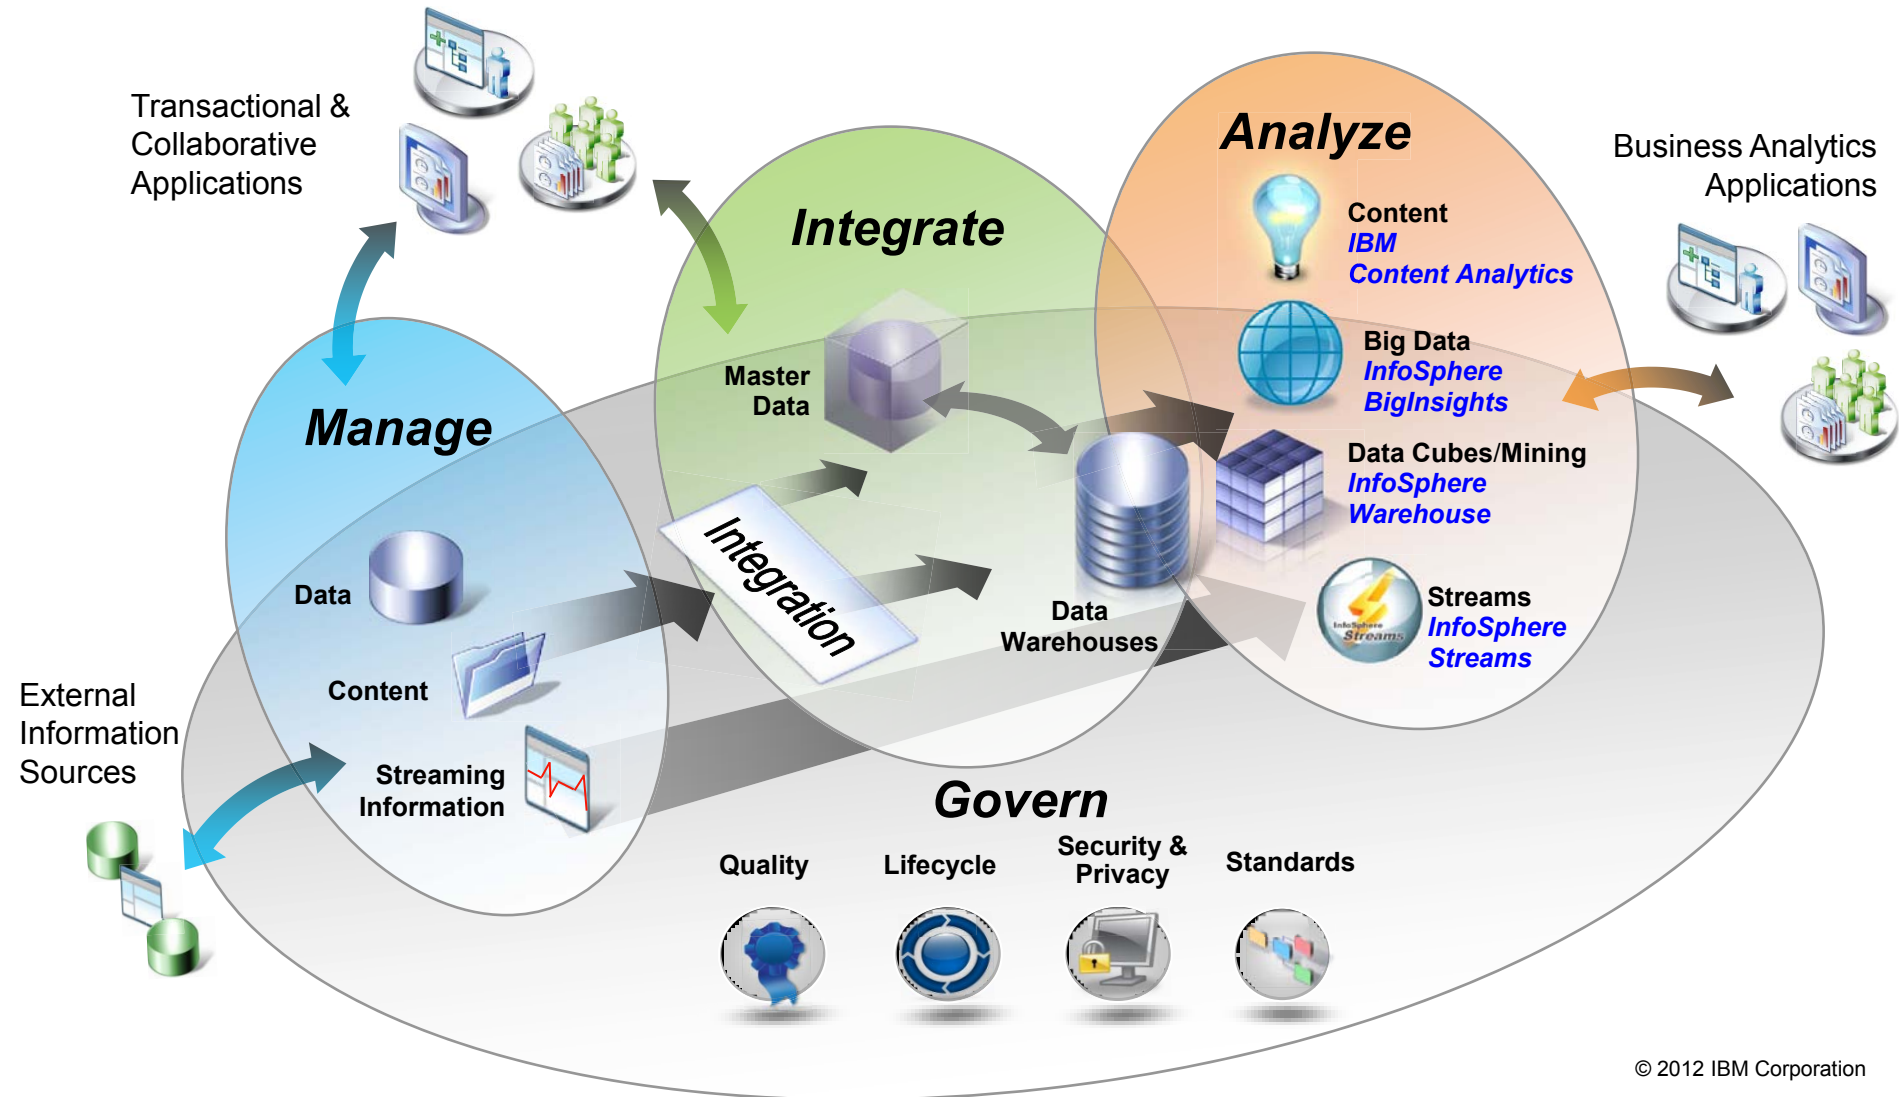 Transactional &
Collaborative
Applications
Analyze
Business Analytics
Applications
Integrate
Content
IBM
Content Analytics
Big Data
InfoSphere
BigInsights
Master
Data
Manage
Data Cubes/Mining
InfoSphere
Warehouse
Integration
Data
Data
Warehouses
Streams
InfoSphere
Streams
InfoSphere
Streams
Content
External
Information
Sources
Streaming
Information
Govern
Quality
Lifecycle
Security &
Privacy
Standards
© 2012 IBM Corporation